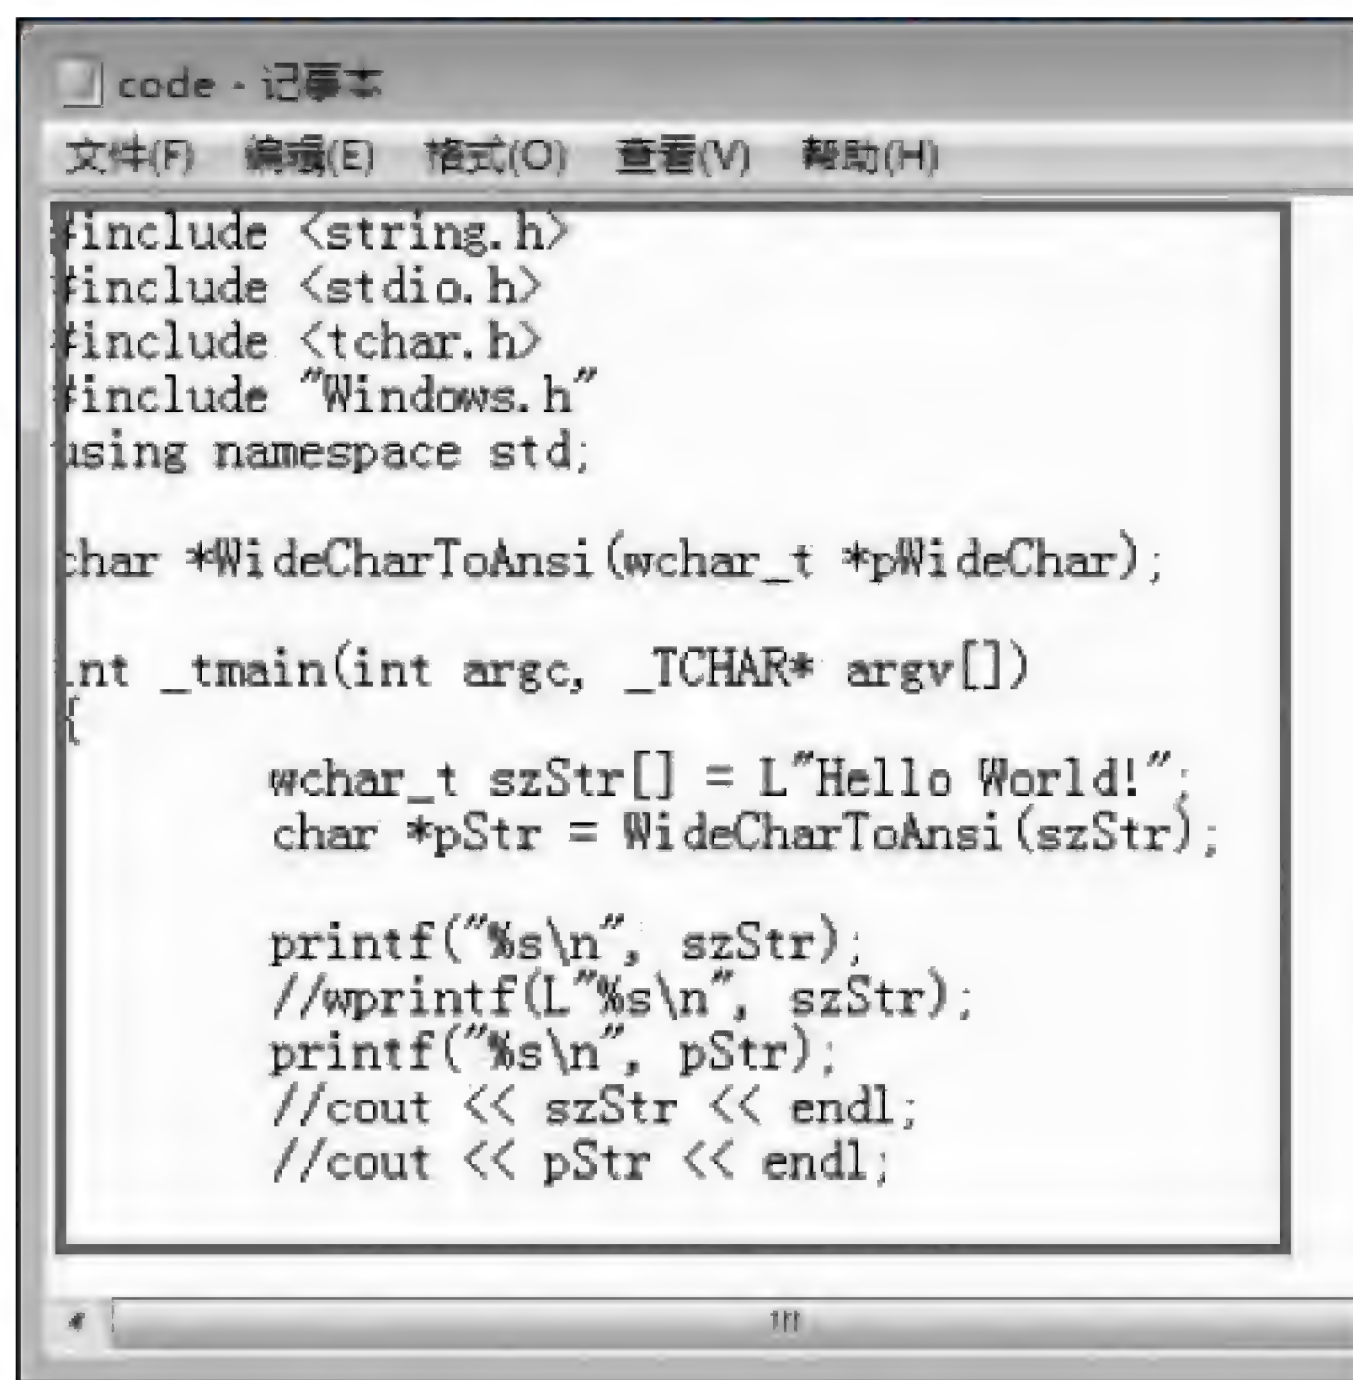 code - 记事本
文件(F) 编辑(E) 格式(O) 查看(V) 帮助(H)
#include <string.h>
#include <stdio.h>
#include <tchar.h>
#include "Windows.h"
using namespace std;
char *WideCharToAnsi(wchar_t *pWideChar);
int _tmain(int argc, _TCHAR* argv[])
{
wchar_t szStr[] = L"Hello World!";
char *pStr = WideCharToAnsi(szStr);
printf("%s\n", szStr);
//wprintf(L"%s\n", szStr);
printf("%s\n", pStr);
//cout << szStr << endl;
//cout << pStr << endl;